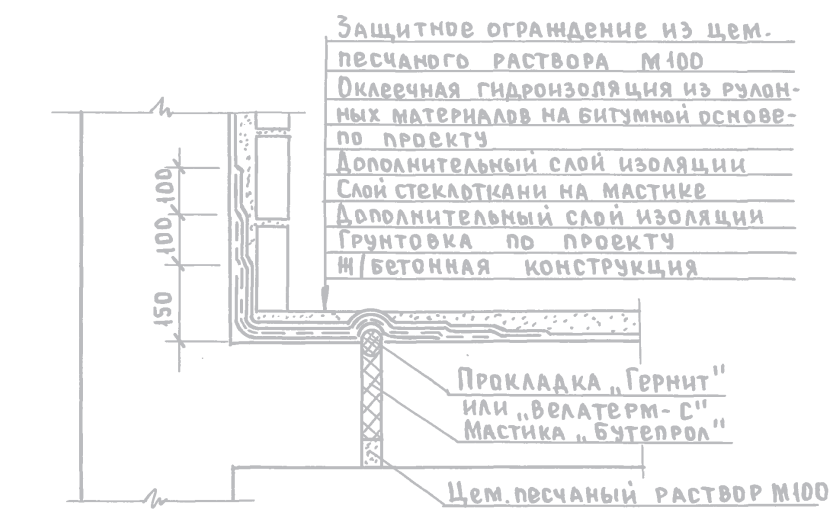 Защитное ограждение из цем.
песчаного раствора М100
Оклеечная гидроизоляция из рулон-
ных материалов на битумной основе-
по проекту
Дополнительный слой изоляции
Слой стеклоткани на мастике
Дополнительный слой изоляции
Грунтовка по проекту
Ж/бетонная конструкция
100
100
150
Прокладка „Гернит"
или „Велатерм-С"
Мастика „Бутепрол"
Цем.песчаный раствор М100